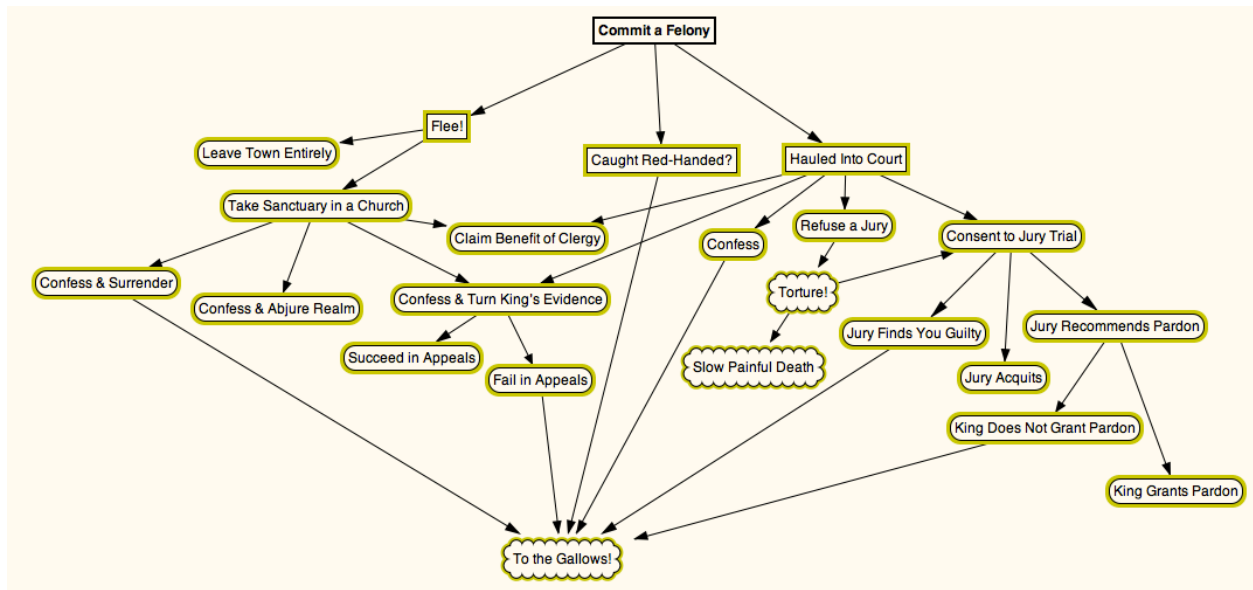 Commit a Felony
Flee!
Leave Town Entirely
Caught Red-Handed?
Hauled Into Court
Take Sanctuary in a Church
Claim Benefit of Clergy
Confess
Refuse a Jury
Consent to Jury Trial
Confess & Surrender
Confess & Abjure Realm
Confess & Turn King's Evidence
Torture!
Jury Finds You Guilty
Jury Recommends Pardon
Succeed in Appeals
Fail in Appeals
Slow Painful Death
Jury Acquits
King Does Not Grant Pardon
King Grants Pardon
To the Gallows!